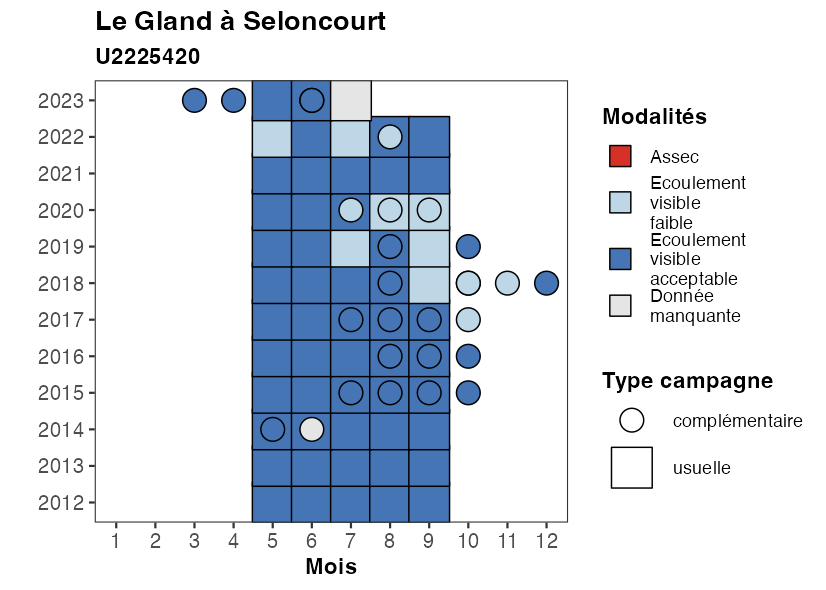 Le Gland à Seloncourt
U2225420
2023
2022
2021
2020
2019
2018
2017
2016
2015
2014
2013
2012
1 2 3 4 5 6 7 8 9 10 11 12
Mois
Modalités
Assec
Ecoulement
visible
faible
Ecoulement
visible
acceptable
Donnée
manquante
Type campagne
complémentaire
usuelle